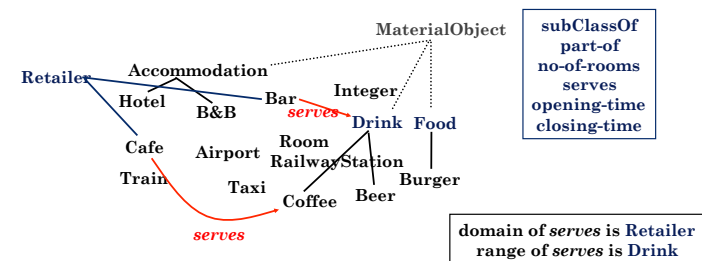 MaterialObject
Retailer
Accommodation
Hotel
B&B
Bar
Integer
serves
Drink
Food
Cafe
Airport
Room
RailwayStation
Train
Taxi
Coffee
Beer
Burger
serves
subClassOf
part-of
no-of-rooms
serves
opening-time
closing-time
domain of serves is Retailer
range of serves is Drink